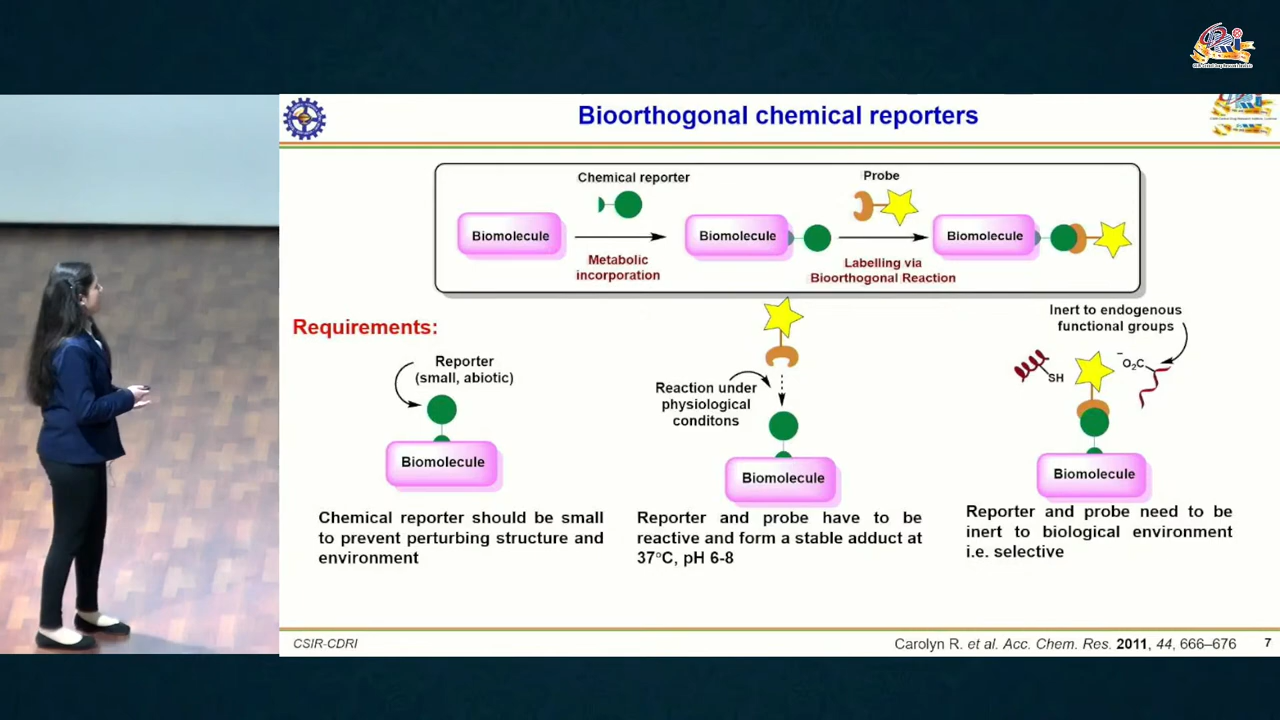 Bioorthogonal chemical reporters
Chemical reporter
Probe
Biomolecule
Biomolecule
Biomolecule
Metabolic
incorporation
Labelling via
Bioorthogonal Reaction
Requirements:
Reporter
(small, abiotic)
Biomolecule
Reaction under
physiological
conditons
Biomolecule
Inert to endogenous
functional groups
SH
⁻O₂C
Biomolecule
Chemical reporter should be small
to prevent perturbing structure and
environment
Reporter and probe have to be
reactive and form a stable adduct at
37°C, pH 6-8
Reporter and probe need to be
inert to biological environment
i.e. selective
CSIR-CDRI
Carolyn R. et al. Acc. Chem. Res. 2011, 44, 666–676
7